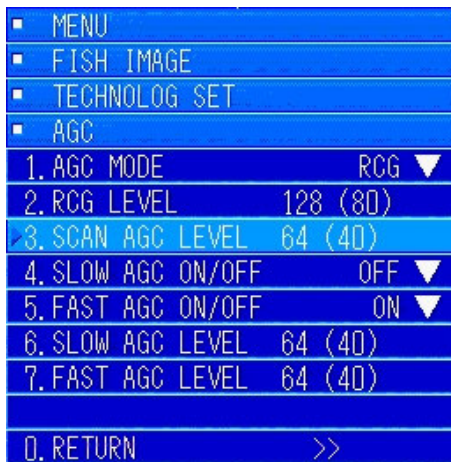 MENU
FISH IMAGE
TECHNOLOG SET
AGC
1. AGC MODE RCG ▼
2. RCG LEVEL 128 (80)
3. SCAN AGC LEVEL 64 (40)
4. SLOW AGC ON/OFF OFF ▼
5. FAST AGC ON/OFF ON ▼
6. SLOW AGC LEVEL 64 (40)
7. FAST AGC LEVEL 64 (40)
0. RETURN >>